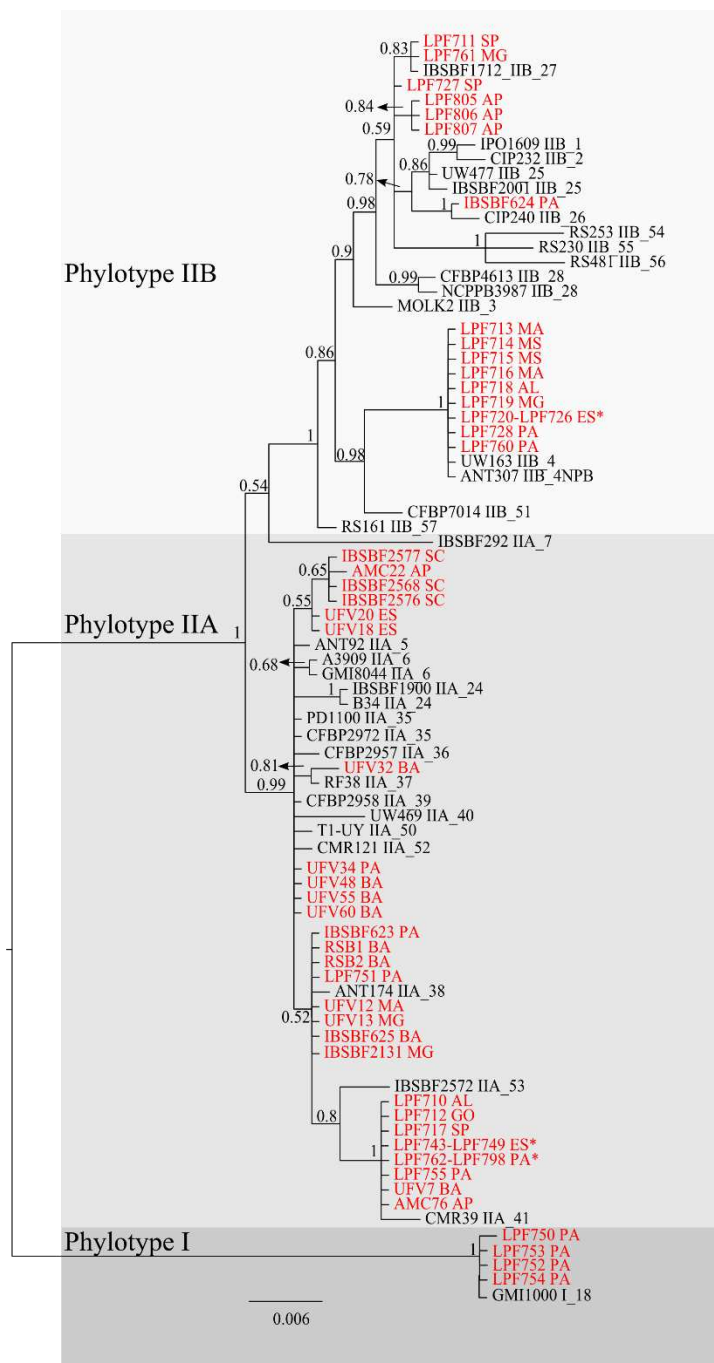 LPF711 SP
0.83
LPF761 MG
IBSBF1712_IIB_27
LPF727 SP
0.84
LPF805 AP
LPF806 AP
LPF807 AP
0.59
0.99
IPO1609 IIB_1
CIP232 IIB_2
0.86
UW477 IIB_25
0.78
IBSBF2001 IIB_25
IBSBF624 PA
1
CIP240 IIB_26
0.98
RS253 IIB_54
1
RS230 IIB_55
RS481 IIB_56
0.9
Phylotype IIB
0.99
CFBP4613 IIB_28
NCPPB3987 IIB_28
MOLK2 IIB_3
LPF713 MA
LPF714 MS
LPF715 MS
0.86
LPF716 MA
LPF718 AL
LPF719 MG
1
LPF720-LPF726 ES*
LPF728 PA
LPF760 PA
1
0.98
UW163 IIB_4
ANT307 IIB_4NPB
0.54
CFBP7014 IIB_51
RS161 IIB_57
IBSBF292 IIA_7
IBSBF2577 SC
0.65
AMC22 AP
IBSBF2568 SC
0.55
IBSBF2576 SC
UFV20 ES
Phylotype IIA
1
UFV18 ES
ANT92 IIA_5
0.68
A3909 IIA_6
GMI8044 IIA_6
1
IBSBF1900 IIA_24
B34 IIA_24
PD1100 IIA_35
CFBP2972 IIA_35
CFBP2957 IIA_36
0.81
UFV32 BA
0.99
RF38 IIA_37
CFBP2958 IIA_39
UW469 IIA_40
T1-UY IIA_50
CMR121 IIA_52
UFV34 PA
UFV48 BA
UFV55 BA
UFV60 BA
IBSBF623 PA
RSB1 BA
RSB2 BA
LPF751 PA
ANT174 IIA_38
0.52
UFV12 MA
UFV13 MG
IBSBF625 BA
IBSBF2131 MG
IBSBF2572 IIA_53
0.8
LPF710 AL
LPF712 GO
LPF717 SP
1
LPF743-LPF749 ES*
LPF762-LPF798 PA*
LPF755 PA
UFV7 BA
AMC76 AP
CMR39 IIA_41
Phylotype I
LPF750 PA
1
LPF753 PA
LPF752 PA
LPF754 PA
GMI1000 I_18
0.006